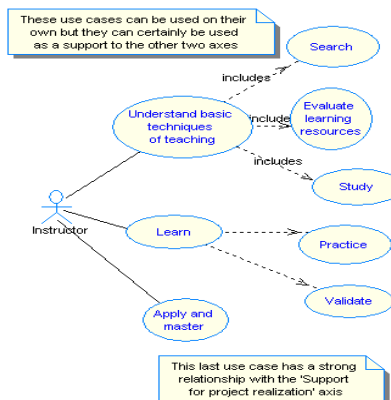 These use cases can be used on their
own but they can certainly be used
as a support to the other two axes
Search
includes
Understand basic
techniques
of teaching
include
Evaluate
learning
resources
includes
Study
Instructor
Learn
Practice
Validate
Apply and
master
This last use case has a strong
relationship with the 'Support
for project realization' axis